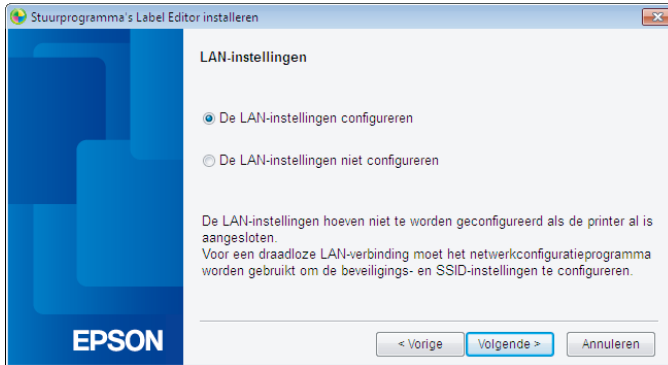 Stuurprogramma's Label Editor installeren
LAN-instellingen
De LAN-instellingen configureren
De LAN-instellingen niet configureren
De LAN-instellingen hoeven niet te worden geconfigureerd als de printer al is
aangesloten.
Voor een draadloze LAN-verbinding moet het netwerkconfiguratieprogramma
worden gebruikt om de beveiligings- en SSID-instellingen te configureren.
EPSON
< Vorige
Volgende >
Annuleren